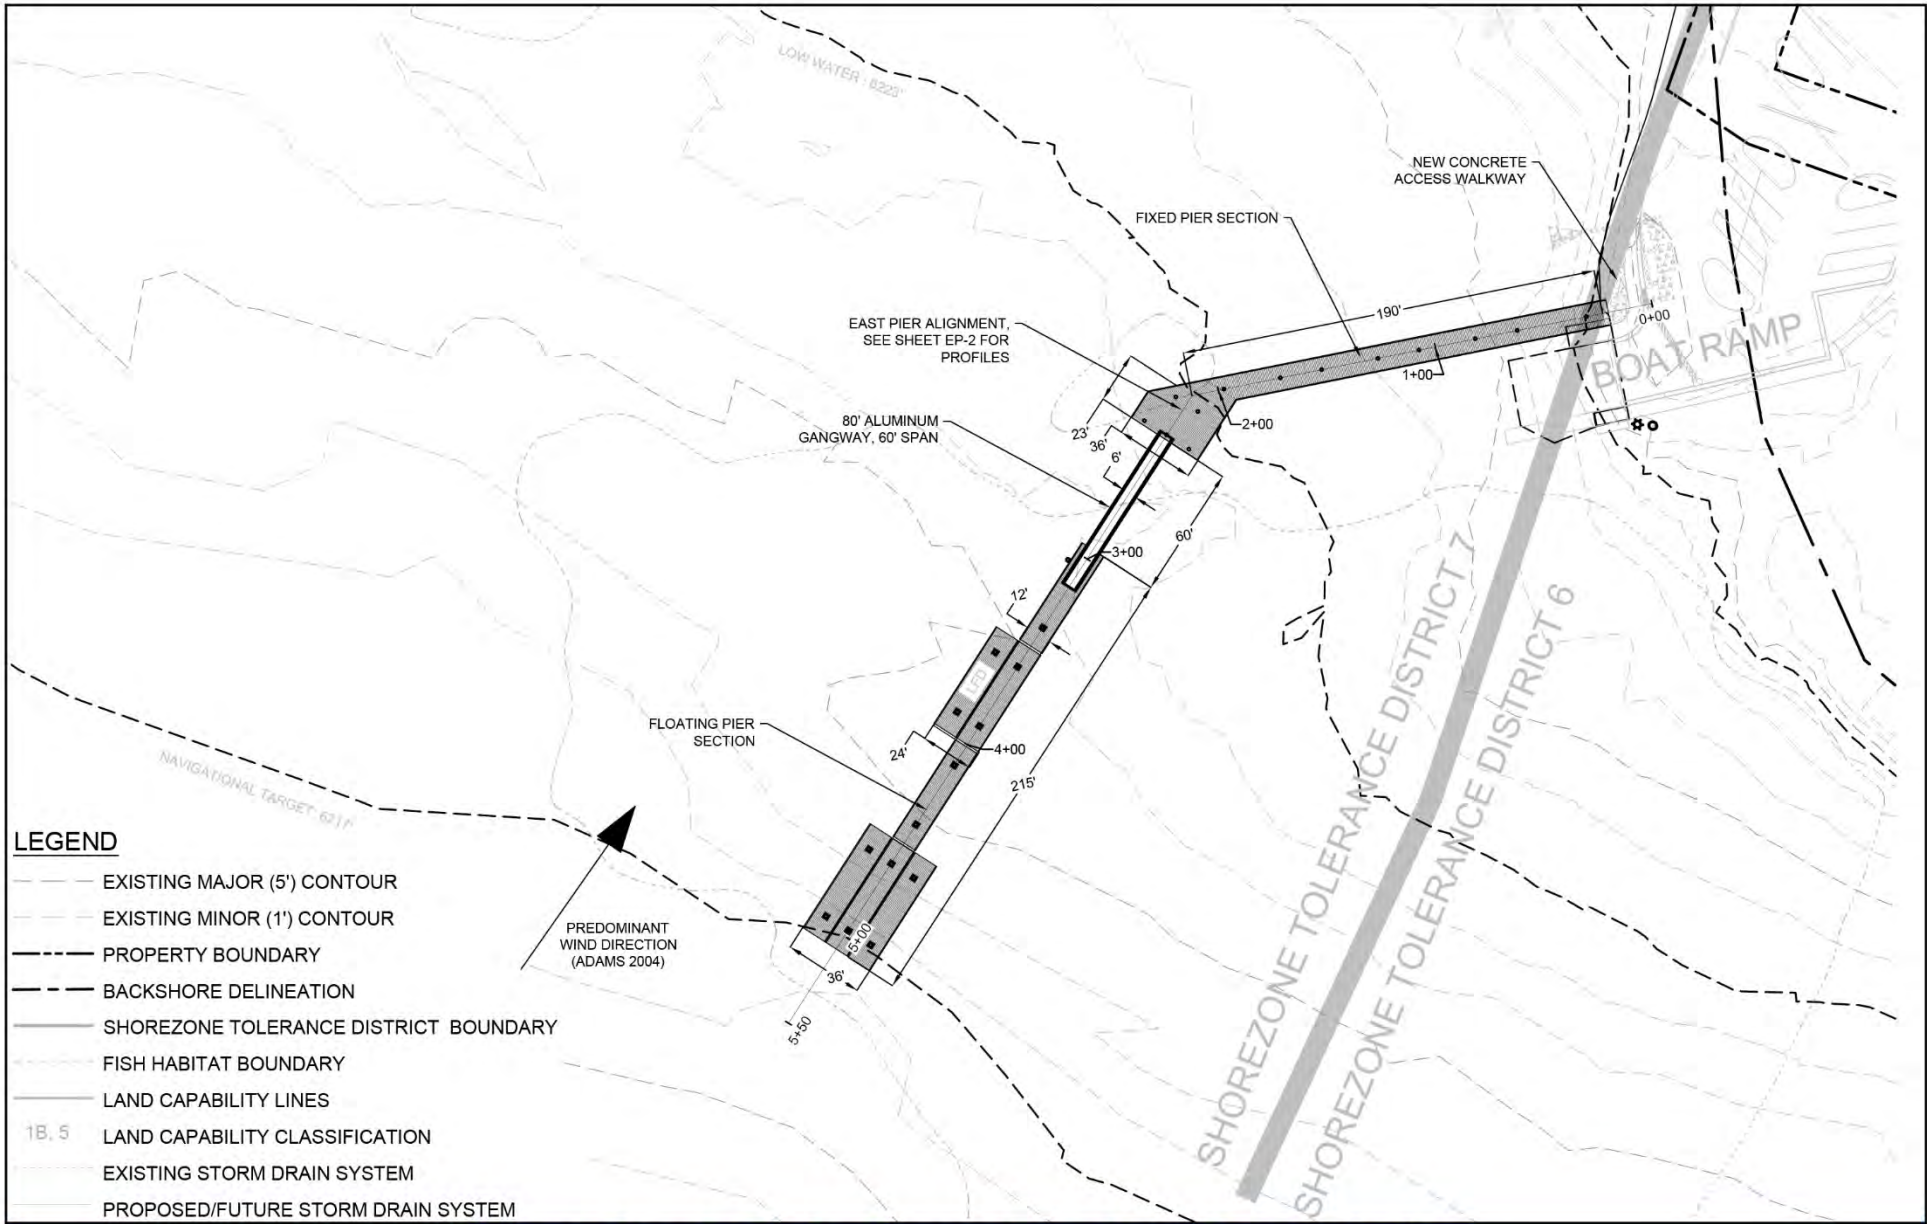 LOW WATER : 6223'
NEW CONCRETE
ACCESS WALKWAY
FIXED PIER SECTION
190'
0+00
BOAT RAMP
EAST PIER ALIGNMENT,
SEE SHEET EP-2 FOR
PROFILES
1+00
23'
36'
6'
2+00
80' ALUMINUM
GANGWAY, 60' SPAN
60'
3+00
12'
LFD
FLOATING PIER
SECTION
24'
4+00
215'
NAVIGATIONAL TARGET: 6217'
PREDOMINANT
WIND DIRECTION
(ADAMS 2004)
5+00
36'
5+50
SHOREZONE TOLERANCE DISTRICT 7
SHOREZONE TOLERANCE DISTRICT 6
LEGEND
EXISTING MAJOR (5') CONTOUR
EXISTING MINOR (1') CONTOUR
PROPERTY BOUNDARY
BACKSHORE DELINEATION
SHOREZONE TOLERANCE DISTRICT BOUNDARY
FISH HABITAT BOUNDARY
LAND CAPABILITY LINES
1B, 5 LAND CAPABILITY CLASSIFICATION
EXISTING STORM DRAIN SYSTEM
PROPOSED/FUTURE STORM DRAIN SYSTEM